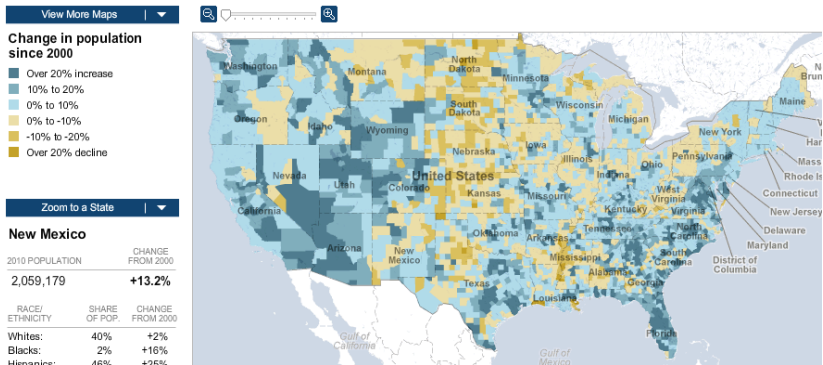 View More Maps
Change in population
since 2000
Over 20% increase
10% to 20%
0% to 10%
0% to -10%
-10% to -20%
Over 20% decline
Zoom to a State
New Mexico
2010 POPULATION
CHANGE
FROM 2000
2,059,179
+13.2%
RACE/
ETHNICITY
SHARE
OF POP.
CHANGE
FROM 2000
Whites: 40% +2%
Blacks: 2% +16%
Hispanics: 46% +25%
Washington
Montana
North
Dakota
Minnesota
Maine
Oregon
Idaho
Wyoming
South
Dakota
Wisconsin
Michigan
New York
Nebraska
Iowa
Illinois
Indiana
Ohio
Pennsylvania
Rhode Is
Connecticut
Nevada
Utah
Colorado
United States
Kansas
Missouri
West
Virginia
Kentucky
Virginia
New Jersey
Delaware
Maryland
District of
Columbia
California
Arizona
New
Mexico
Oklahoma
Arkansas
Tennessee
North
Carolina
South
Carolina
Mississippi
Alabama
Georgia
Texas
Louisiana
Florida
Gulf of
California
Gulf of
Mexico